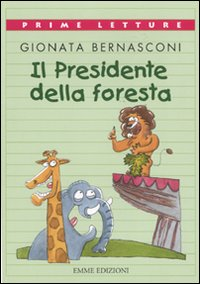 PRIME LETTURE
GIONATA BERNASCONI
Il Presidente
della foresta
EMME EDIZIONI